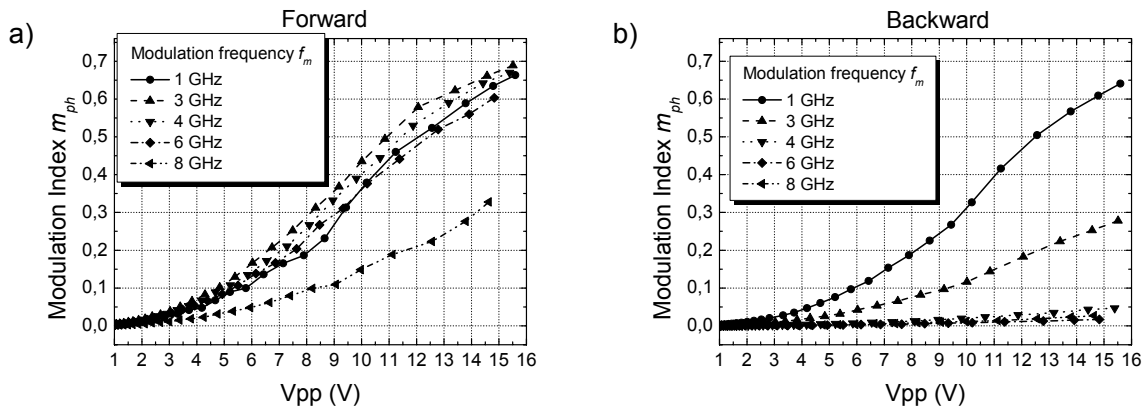 a)
Forward
Modulation Index m_ph
0,7
0,6
0,5
0,4
0,3
0,2
0,1
0,0
Modulation frequency f_m
1 GHz
3 GHz
4 GHz
6 GHz
8 GHz
1 2 3 4 5 6 7 8 9 10 11 12 13 14 15 16
Vpp (V)
b)
Backward
Modulation Index m_ph
0,7
0,6
0,5
0,4
0,3
0,2
0,1
0,0
Modulation frequency f_m
1 GHz
3 GHz
4 GHz
6 GHz
8 GHz
1 2 3 4 5 6 7 8 9 10 11 12 13 14 15 16
Vpp (V)